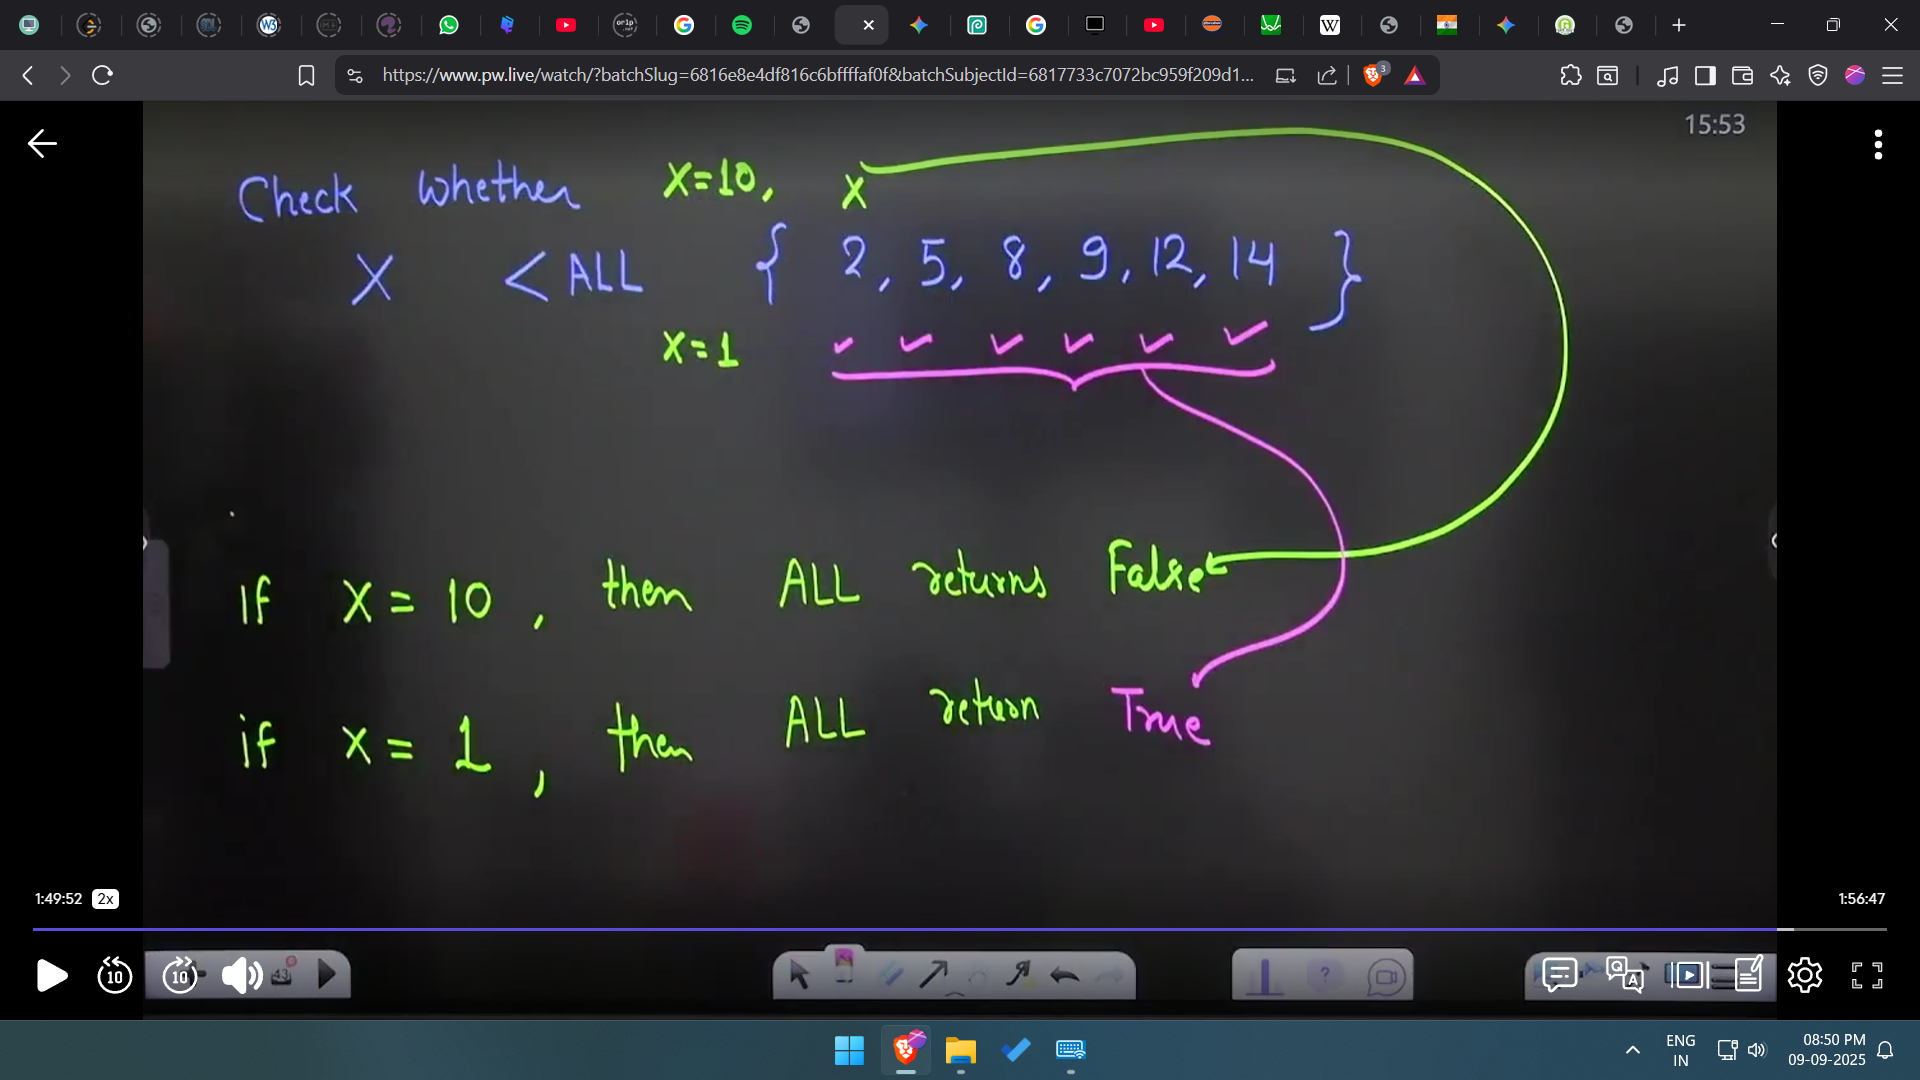 https://www.pw.live/watch/?batchSlug=6816e8e4df816c6bffffaf0f&batchSubjectId=6817733c7072bc959f209d1...
3
15:53
Check whether X=10, X
X < ALL { 2, 5, 8, 9, 12, 14 }
X=1
If X = 10, then ALL returns False
if X = 1, then ALL return True
1:49:52 2x
1:56:47
10
10
43
?
Q A
ENG
IN
08:50 PM
09-09-2025